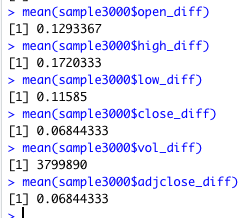 > mean(sample3000$open_diff)
[1] 0.1293367
> mean(sample3000$high_diff)
[1] 0.1720333
> mean(sample3000$low_diff)
[1] 0.11585
> mean(sample3000$close_diff)
[1] 0.06844333
> mean(sample3000$vol_diff)
[1] 3799890
> mean(sample3000$adjclose_diff)
[1] 0.06844333
>